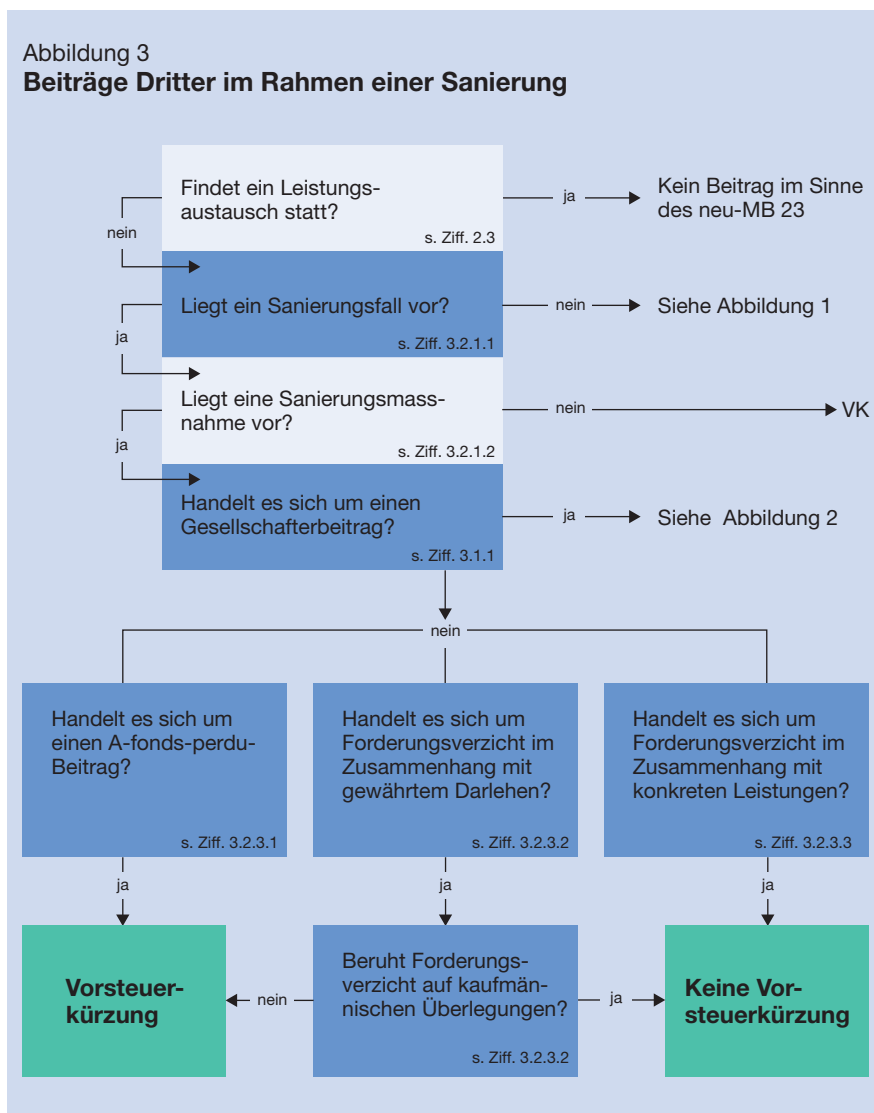 Abbildung 3
Beiträge Dritter im Rahmen einer Sanierung
Findet ein Leistungs-
austausch statt?
s. Ziff. 2.3
ja
Kein Beitrag im Sinne
des neu-MB 23
nein
Liegt ein Sanierungsfall vor?
s. Ziff. 3.2.1.1
nein
Siehe Abbildung 1
ja
Liegt eine Sanierungsmass-
nahme vor?
s. Ziff. 3.2.1.2
nein
VK
ja
Handelt es sich um einen
Gesellschafterbeitrag?
s. Ziff. 3.1.1
ja
Siehe Abbildung 2
nein
Handelt es sich um
einen A-fonds-perdu-
Beitrag?
s. Ziff. 3.2.3.1
Handelt es sich um
Forderungsverzicht im
Zusammenhang mit
gewährtem Darlehen?
s. Ziff. 3.2.3.2
Handelt es sich um
Forderungsverzicht im
Zusammenhang mit
konkreten Leistungen?
s. Ziff. 3.2.3.3
ja
ja
ja
Vorsteuer-
kürzung
nein
Beruht Forderungs-
verzicht auf kaufmän-
nischen Überlegungen?
s. Ziff. 3.2.3.2
ja
Keine Vor-
steuerkürzung